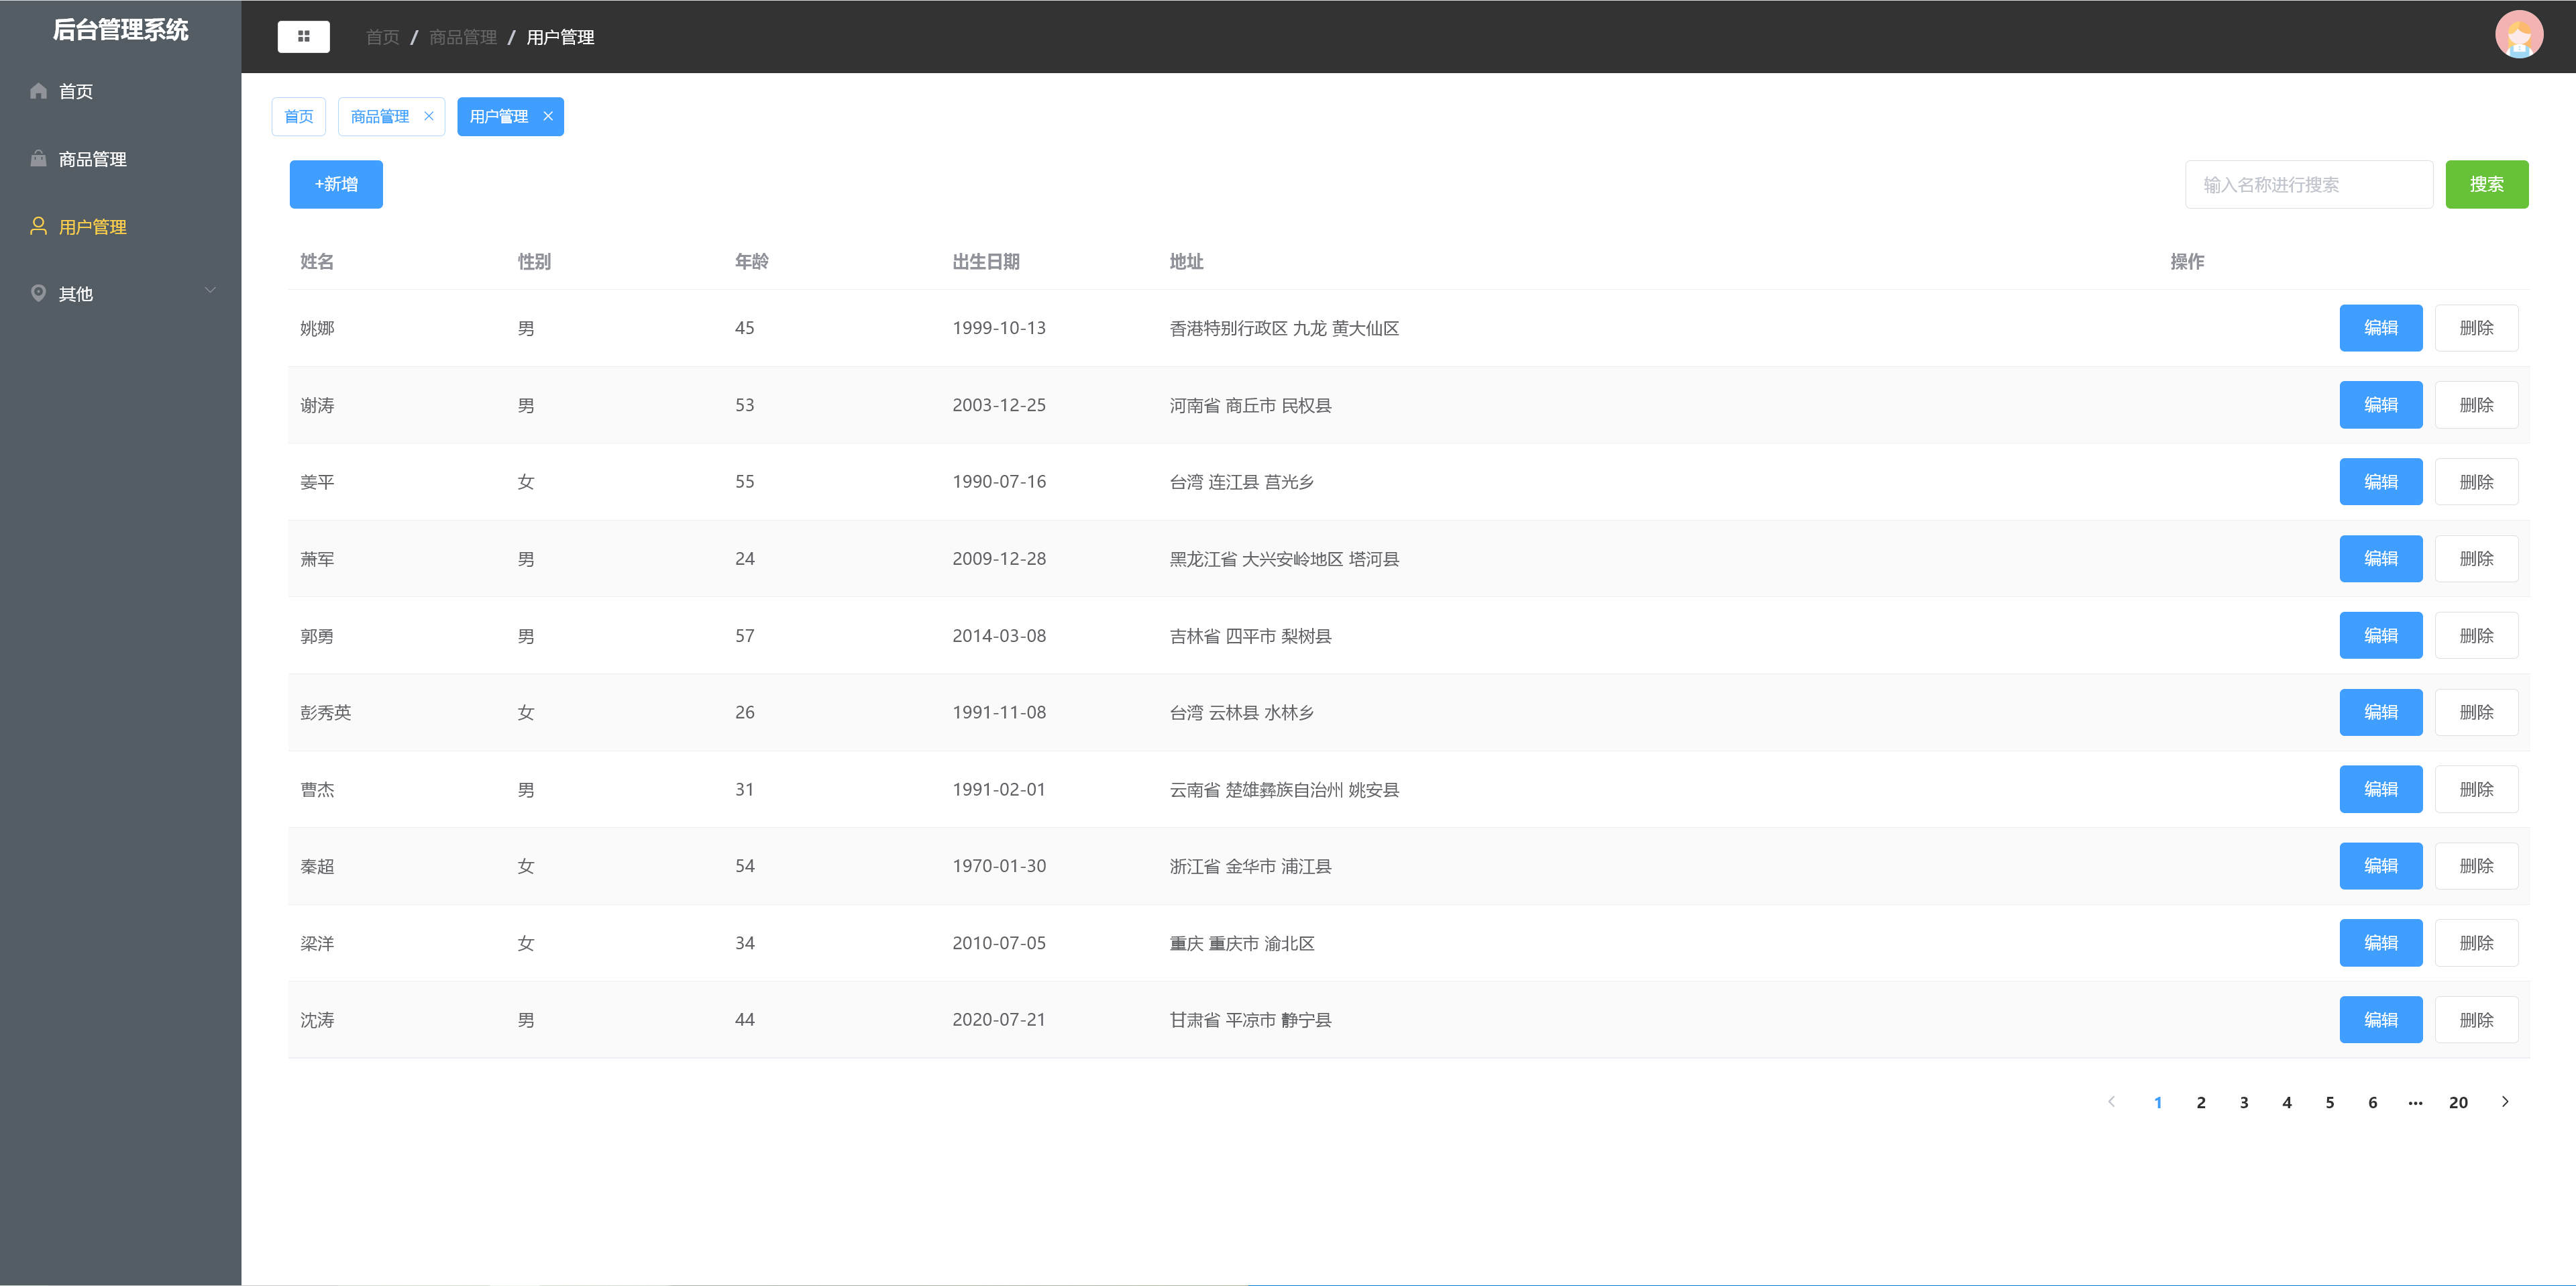 后台管理系统
首页
商品管理
用户管理
其他
首页 / 商品管理 / 用户管理
首页 商品管理 用户管理
+新增 输入名称进行搜索 搜索
姓名 性别 年龄 出生日期 地址 操作
姚娜 男 45 1999-10-13 香港特别行政区 九龙 黄大仙区 编辑 删除
谢涛 男 53 2003-12-25 河南省 商丘市 民权县 编辑 删除
姜平 女 55 1990-07-16 台湾 连江县 莒光乡 编辑 删除
萧军 男 24 2009-12-28 黑龙江省 大兴安岭地区 塔河县 编辑 删除
郭勇 男 57 2014-03-08 吉林省 四平市 梨树县 编辑 删除
彭秀英 女 26 1991-11-08 台湾 云林县 水林乡 编辑 删除
曹杰 男 31 1991-02-01 云南省 楚雄彝族自治州 姚安县 编辑 删除
秦超 女 54 1970-01-30 浙江省 金华市 浦江县 编辑 删除
梁洋 女 34 2010-07-05 重庆 重庆市 渝北区 编辑 删除
沈涛 男 44 2020-07-21 甘肃省 平凉市 静宁县 编辑 删除
1 2 3 4 5 6 ··· 20